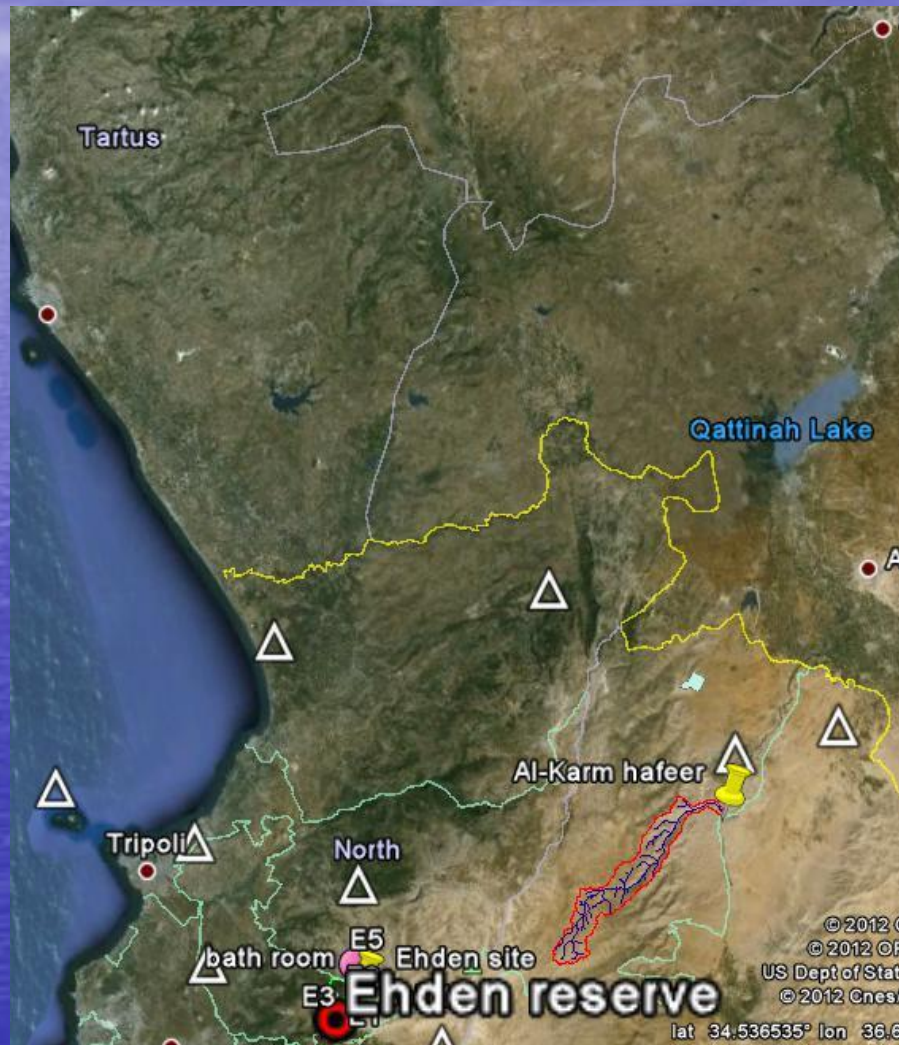 Tartus
Qattinah Lake
A
Al-Karm hafeer
Tripoli
North
E5
bath room
Ehden site
E3
Ehden reserve
© 2012
© 2012
US Dept of Stat
© 2012 Cnes
lat 34.536535° lon 36.6